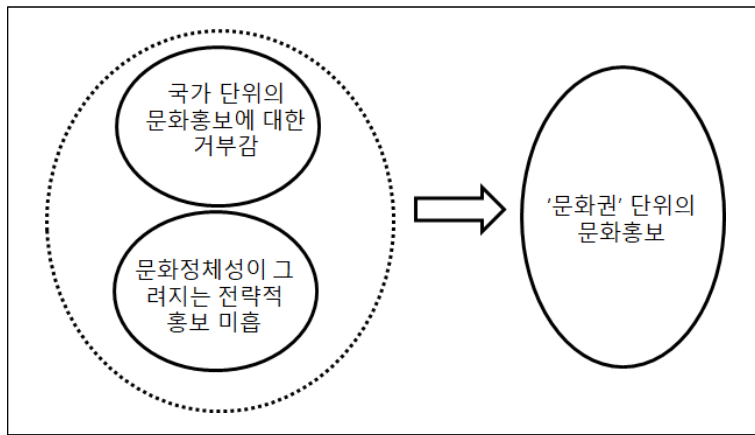 국가 단위의
문화홍보에 대한
거부감
문화정체성이 그
려지는 전략적
홍보 미흡
'문화권' 단위의
문화홍보